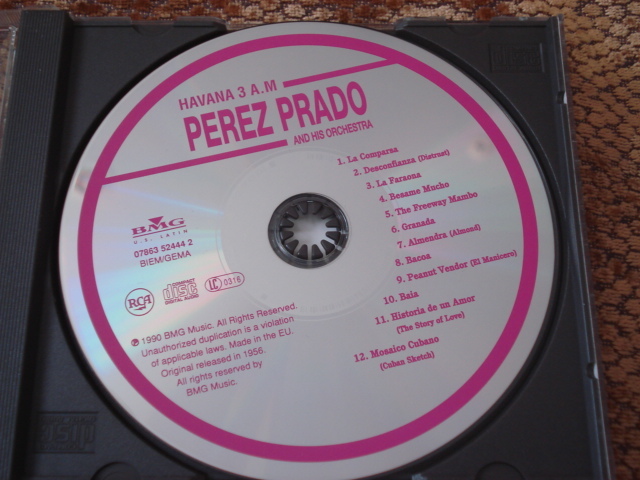 HAVANA 3 A.M
PEREZ PRADO
AND HIS ORCHESTRA
1. La Comparsa
2. Desconfianza (Distrust)
3. La Faraona
4. Besame Mucho
5. The Freeway Mambo
6. Granada
7. Almendra (Almond)
8. Bacoa
9. Peanut Vendor (El Manicero)
10. Baia
11. Historia de un Amor
(The Story of Love)
12. Mosaico Cubano
(Cuban Sketch)
BMG
U.S. LATIN
07863 52444 2
BIEM/GEMA
RCA
COMPACT
disc
DIGITAL AUDIO
LC 0316
℗ 1990 BMG Music. All Rights Reserved.
Unauthorized duplication is a violation
of applicable laws. Made in the EU.
Original released in 1956.
All rights reserved by
BMG Music.